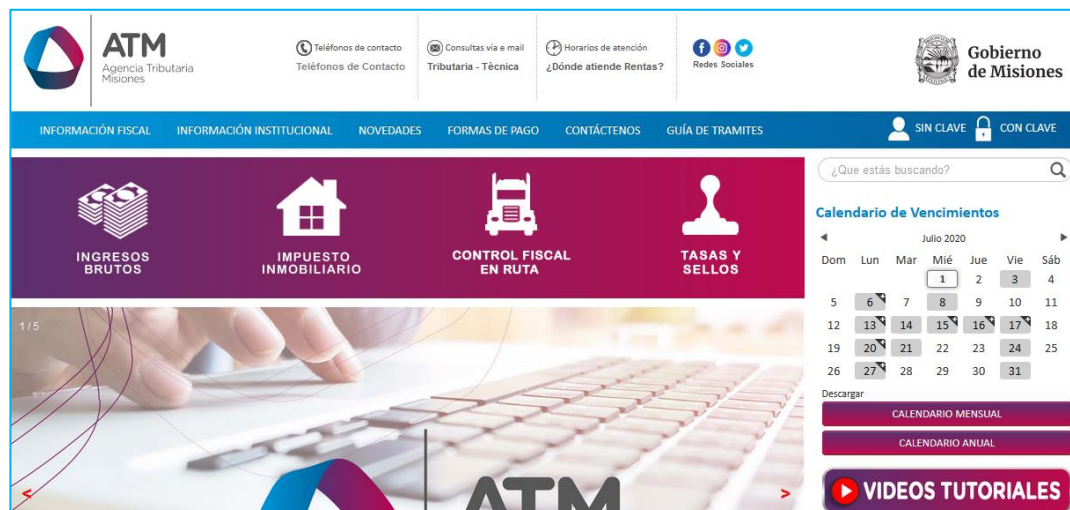 ATM
Agencia Tributaria
Misiones
Teléfonos de contacto
Teléfonos de Contacto
Consultas vía e mail
Tributaria - Técnica
Horarios de atención
¿Dónde atiende Rentas?
Redes Sociales
Gobierno
de Misiones
INFORMACIÓN FISCAL INFORMACIÓN INSTITUCIONAL NOVEDADES FORMAS DE PAGO CONTÁCTENOS GUÍA DE TRAMITES SIN CLAVE CON CLAVE
INGRESOS
BRUTOS
IMPUESTO
INMOBILIARIO
CONTROL FISCAL
EN RUTA
TASAS Y
SELLOS
1/5
ATM
< >
¿Que estás buscando?
Calendario de Vencimientos
Julio 2020
Dom Lun Mar Mié Jue Vie Sáb
1 2 3 4
5 6 7 8 9 10 11
12 13 14 15 16 17 18
19 20 21 22 23 24 25
26 27 28 29 30 31
Descargar
CALENDARIO MENSUAL
CALENDARIO ANUAL
VIDEOS TUTORIALES